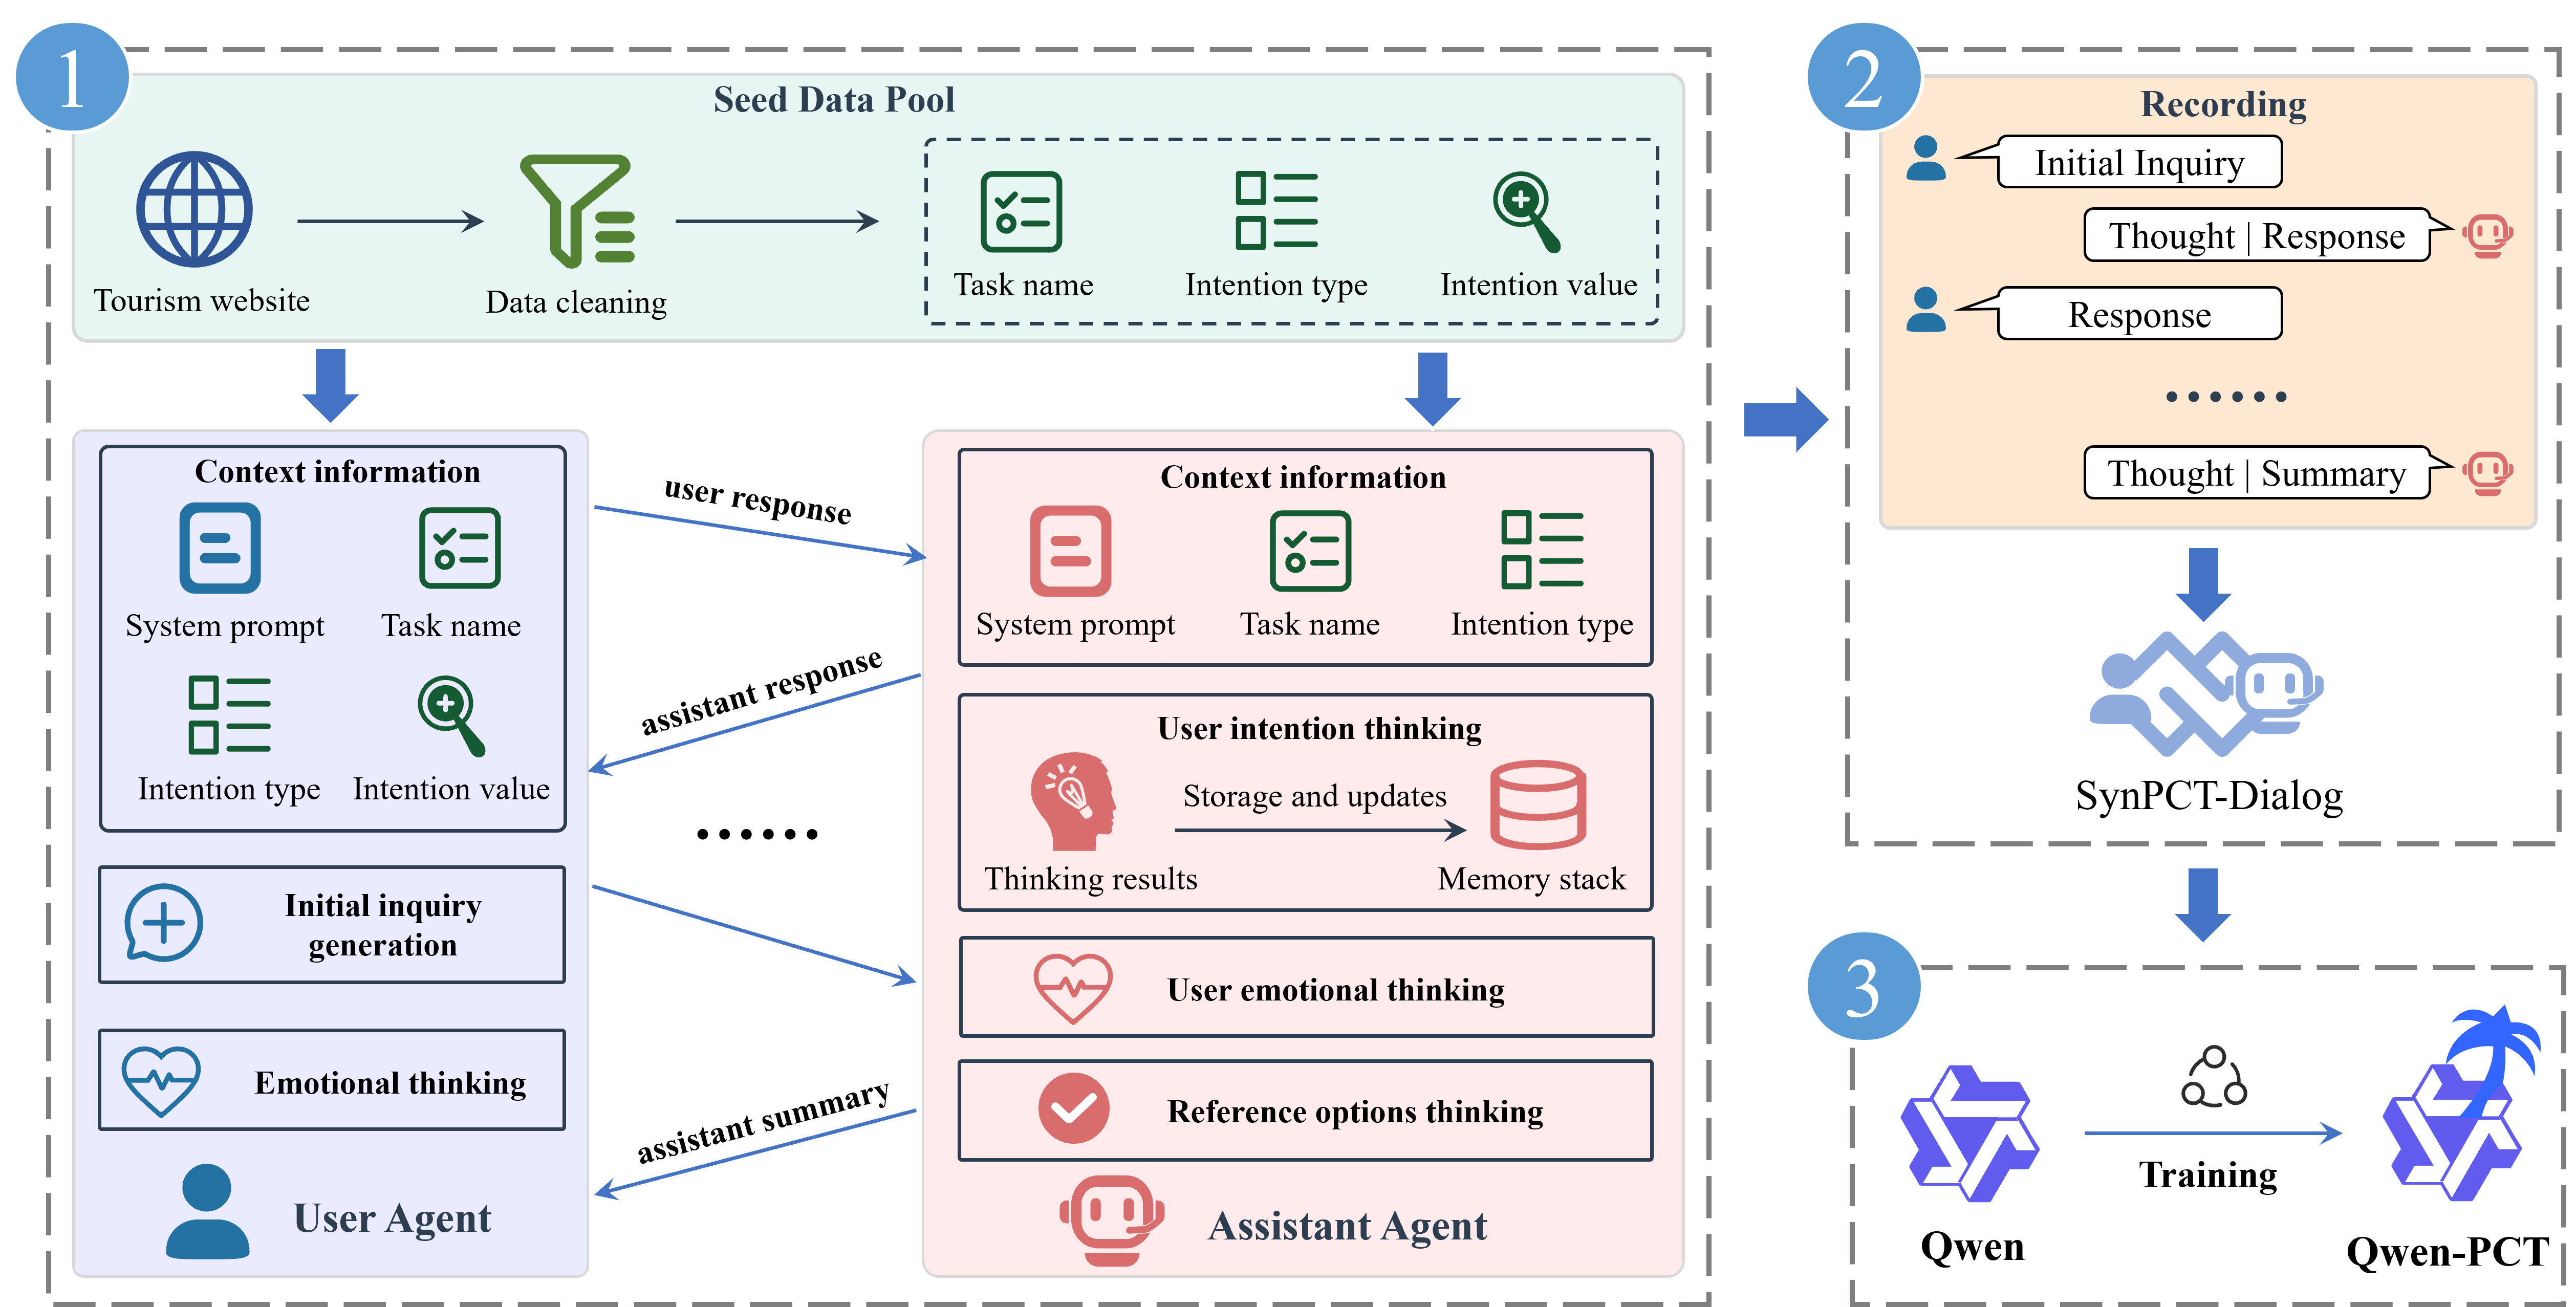 1
Seed Data Pool
Tourism website
Data cleaning
Task name
Intention type
Intention value
Context information
System prompt
Task name
Intention type
Intention value
Initial inquiry
generation
Emotional thinking
User Agent
user response
assistant response
......
assistant summary
Context information
System prompt
Task name
Intention type
User intention thinking
Storage and updates
Thinking results
Memory stack
User emotional thinking
Reference options thinking
Assistant Agent
2
Recording
Initial Inquiry
Thought | Response
Response
......
Thought | Summary
SynPCT-Dialog
3
Training
Qwen
Qwen-PCT